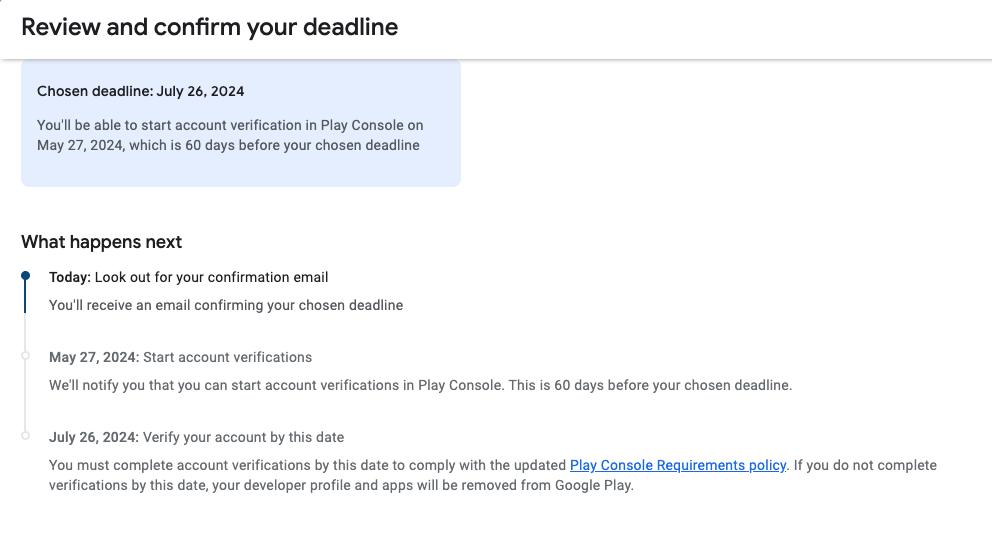 Review and confirm your deadline
Chosen deadline: July 26, 2024
You'll be able to start account verification in Play Console on
May 27, 2024, which is 60 days before your chosen deadline
What happens next
Today: Look out for your confirmation email
You'll receive an email confirming your chosen deadline
May 27, 2024: Start account verifications
We'll notify you that you can start account verifications in Play Console. This is 60 days before your chosen deadline.
July 26, 2024: Verify your account by this date
You must complete account verifications by this date to comply with the updated Play Console Requirements policy. If you do not complete
verifications by this date, your developer profile and apps will be removed from Google Play.